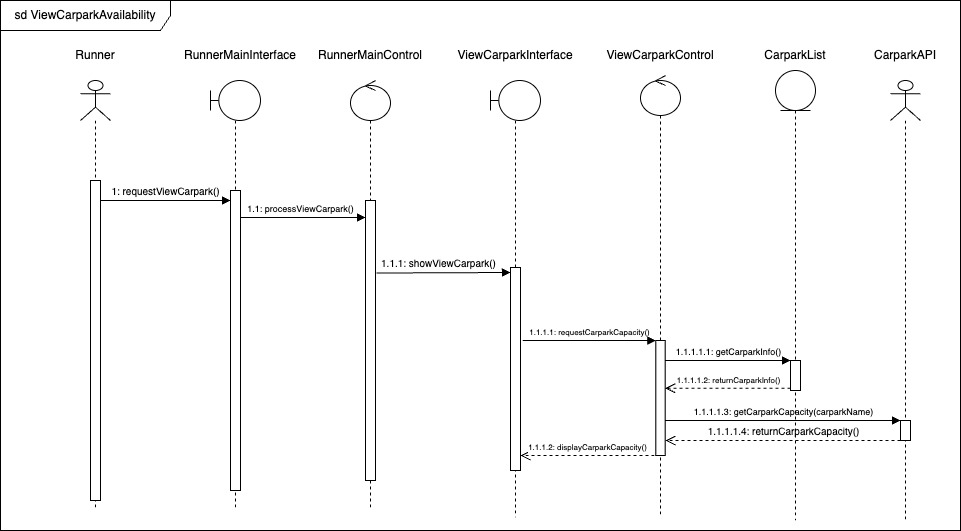 sd ViewCarparkAvailability
Runner
RunnerMainInterface
RunnerMainControl
ViewCarparkInterface
ViewCarparkControl
CarparkList
CarparkAPI
1: requestViewCarpark()
1.1: processViewCarpark()
1.1.1: showViewCarpark()
1.1.1.1: requestCarparkCapacity()
1.1.1.1.1: getCarparkInfo()
1.1.1.1.2: returnCarparkInfo()
1.1.1.1.3: getCarparkCapacity(carparkName)
1.1.1.1.4: returnCarparkCapacity()
1.1.1.2: displayCarparkCapacity()